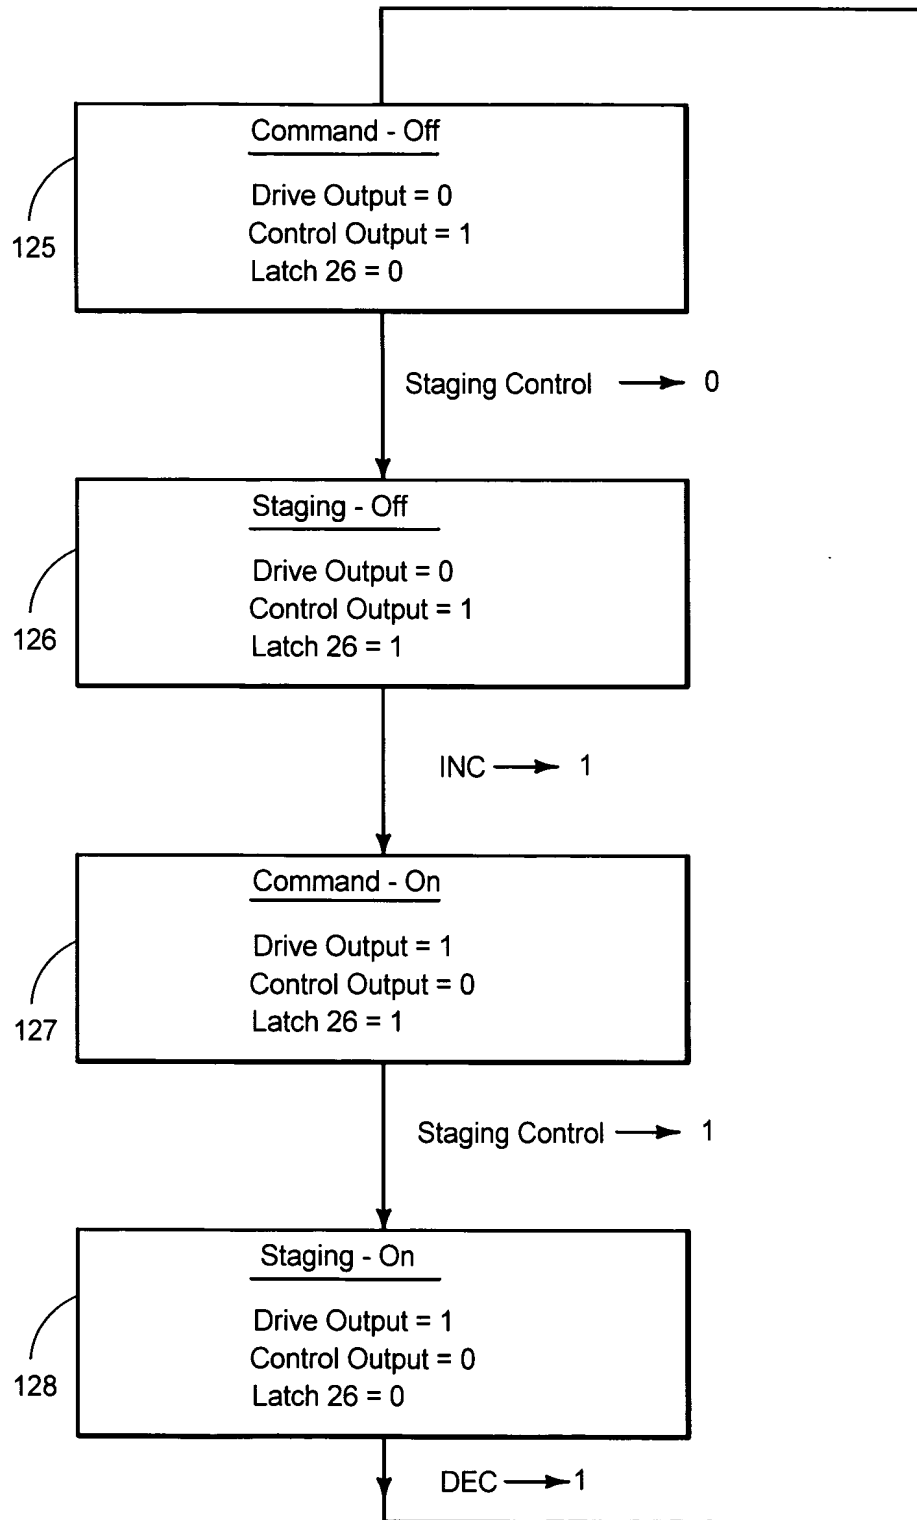 Command - Off
Drive Output = 0
Control Output = 1
Latch 26 = 0
125
Staging Control → 0
Staging - Off
Drive Output = 0
Control Output = 1
Latch 26 = 1
126
INC → 1
Command - On
Drive Output = 1
Control Output = 0
Latch 26 = 1
127
Staging Control → 1
Staging - On
Drive Output = 1
Control Output = 0
Latch 26 = 0
128
DEC → 1